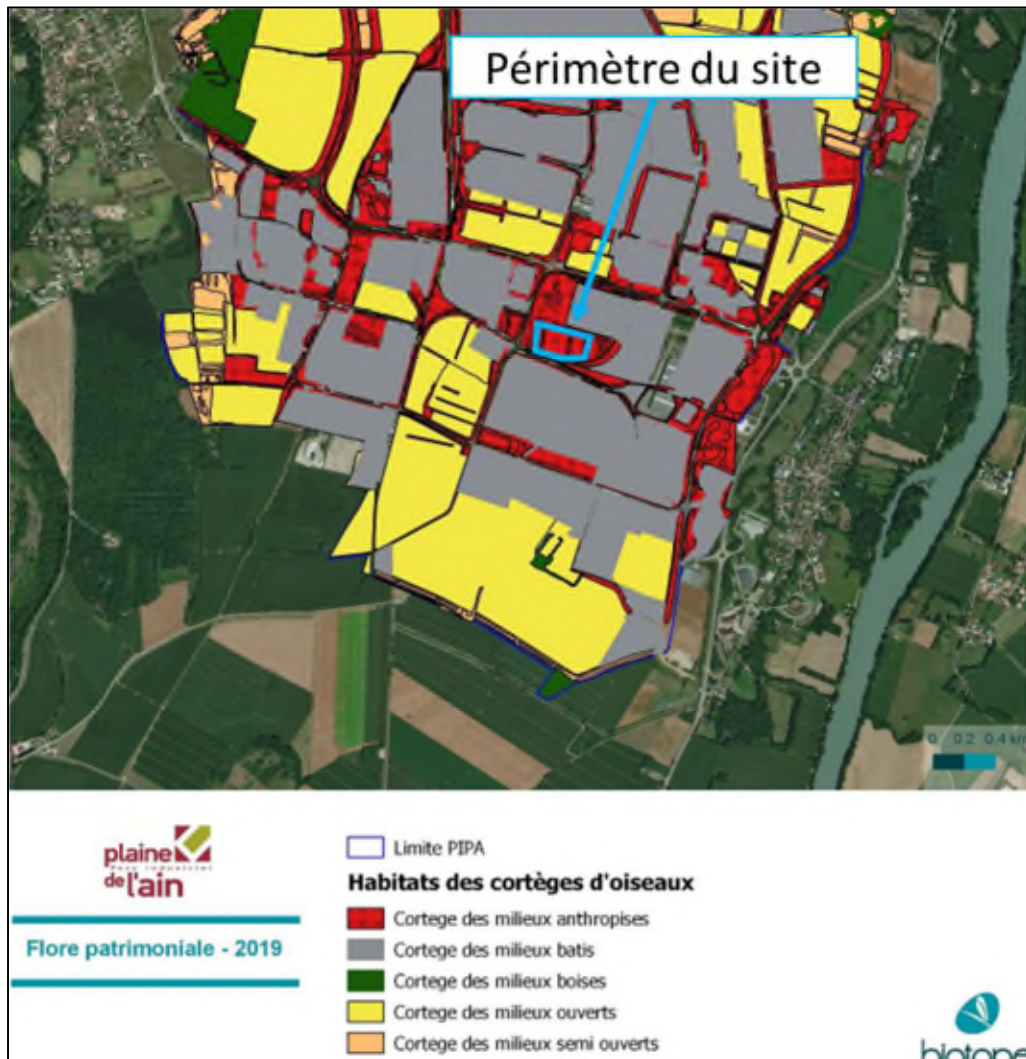 Périmètre du site
0 0.2 0.4 km
plaine
Parc industriel
de l'ain
Flore patrimoniale - 2019
Limite PIPA
Habitats des cortèges d'oiseaux
Cortege des milieux anthropises
Cortege des milieux batis
Cortege des milieux boises
Cortege des milieux ouverts
Cortege des milieux semi ouverts
biotope